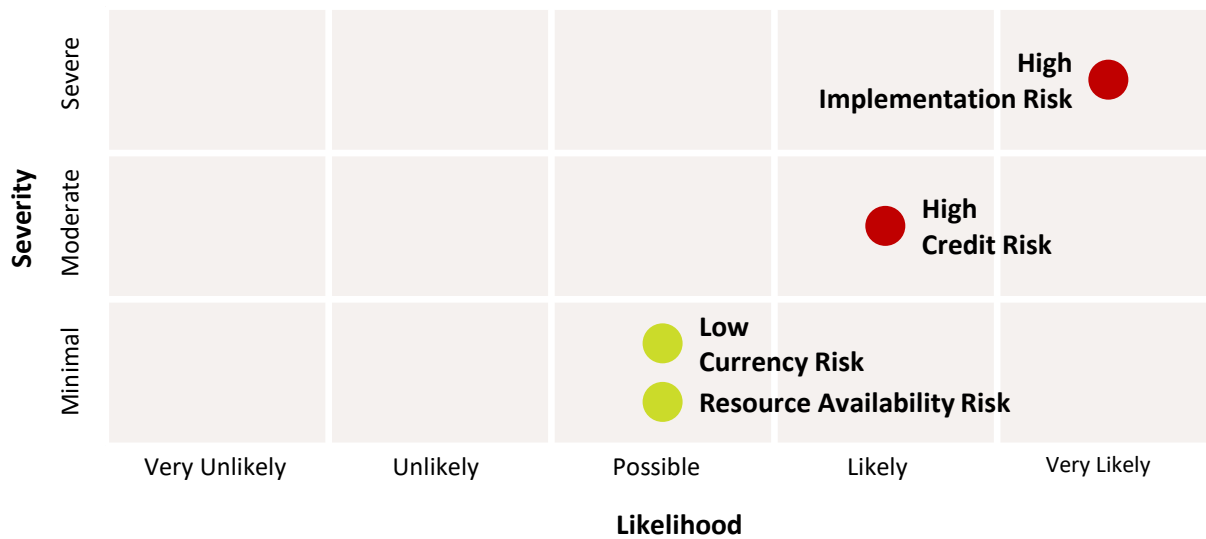 Severity
Severe
Moderate
Minimal
High
Implementation Risk
High
Credit Risk
Low
Currency Risk
Resource Availability Risk
Very Unlikely
Unlikely
Possible
Likely
Very Likely
Likelihood